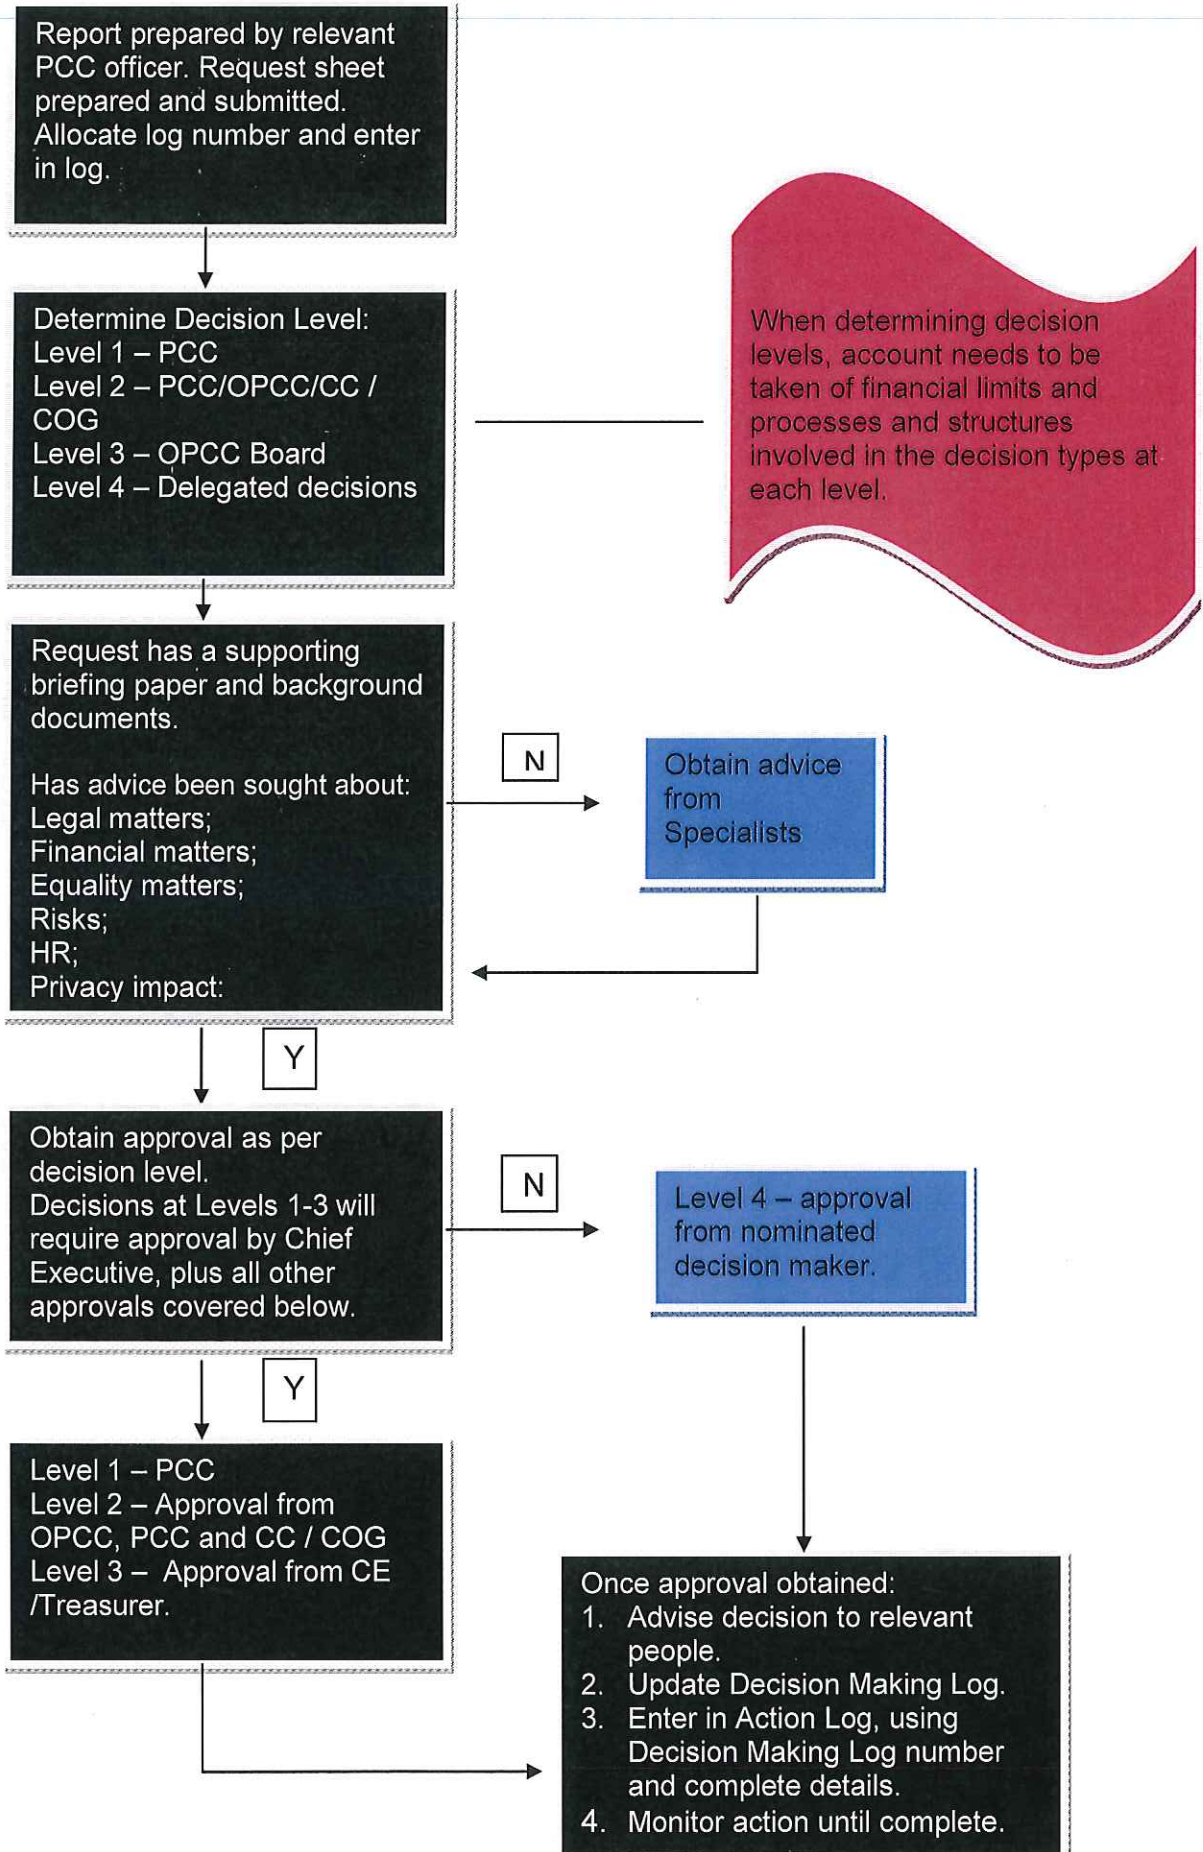 Report prepared by relevant
PCC officer. Request sheet
prepared and submitted.
Allocate log number and enter
in log.
Determine Decision Level:
Level 1 – PCC
Level 2 – PCC/OPCC/CC /
COG
Level 3 – OPCC Board
Level 4 – Delegated decisions
When determining decision
levels, account needs to be
taken of financial limits and
processes and structures
involved in the decision types at
each level.
Request has a supporting
briefing paper and background
documents.
Has advice been sought about:
Legal matters;
Financial matters;
Equality matters;
Risks;
HR;
Privacy impact:
N
Obtain advice
from
Specialists
Y
Obtain approval as per
decision level.
Decisions at Levels 1-3 will
require approval by Chief
Executive, plus all other
approvals covered below.
N
Level 4 – approval
from nominated
decision maker.
Y
Level 1 – PCC
Level 2 – Approval from
OPCC, PCC and CC / COG
Level 3 – Approval from CE
/Treasurer.
Once approval obtained:
1. Advise decision to relevant
people.
2. Update Decision Making Log.
3. Enter in Action Log, using
Decision Making Log number
and complete details.
4. Monitor action until complete.